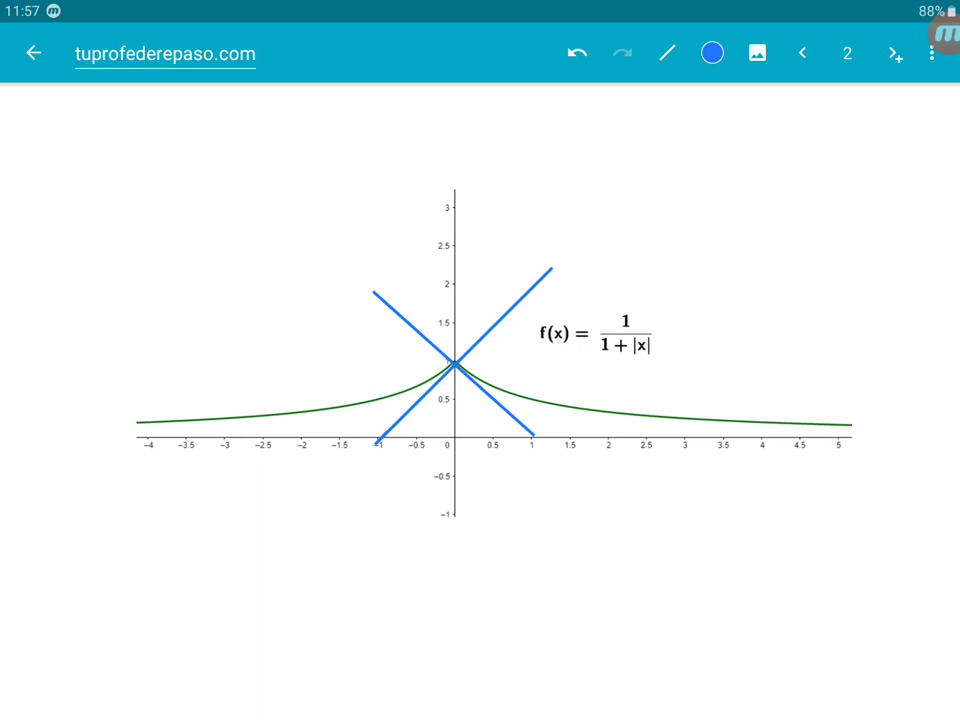 11:57 m 88%
tuprofederepaso.com
2
m
3
2.5
2
1.5
f(x) = 1
1 + |x|
1
0.5
−4 −3.5 −3 −2.5 −2 −1.5 −1 −0.5 0 0.5 1 1.5 2 2.5 3 3.5 4 4.5 5
−0.5
−1